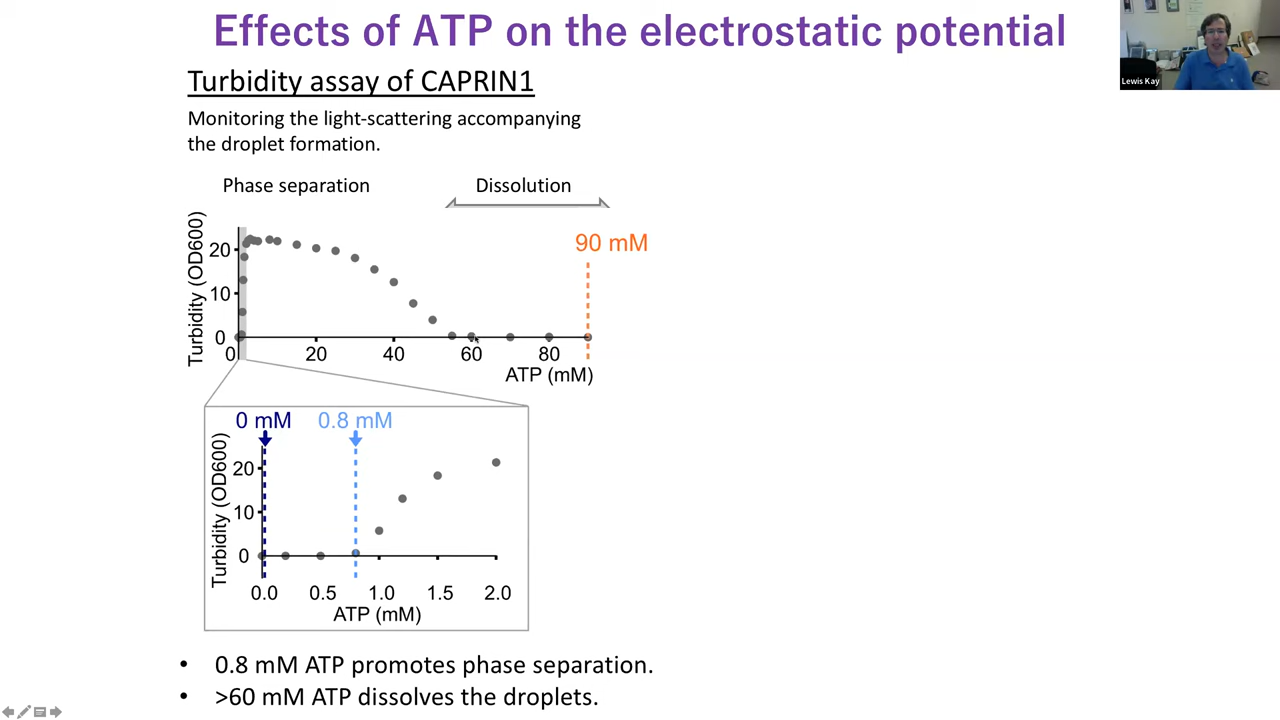 Effects of ATP on the electrostatic potential
Lewis Kay
Turbidity assay of CAPRIN1
Monitoring the light-scattering accompanying
the droplet formation.
Phase separation
Dissolution
90 mM
Turbidity (OD600)
20
10
0
0 20 40 60 80
ATP (mM)
0 mM 0.8 mM
Turbidity (OD600)
20
10
0
0.0 0.5 1.0 1.5 2.0
ATP (mM)
• 0.8 mM ATP promotes phase separation.
• >60 mM ATP dissolves the droplets.